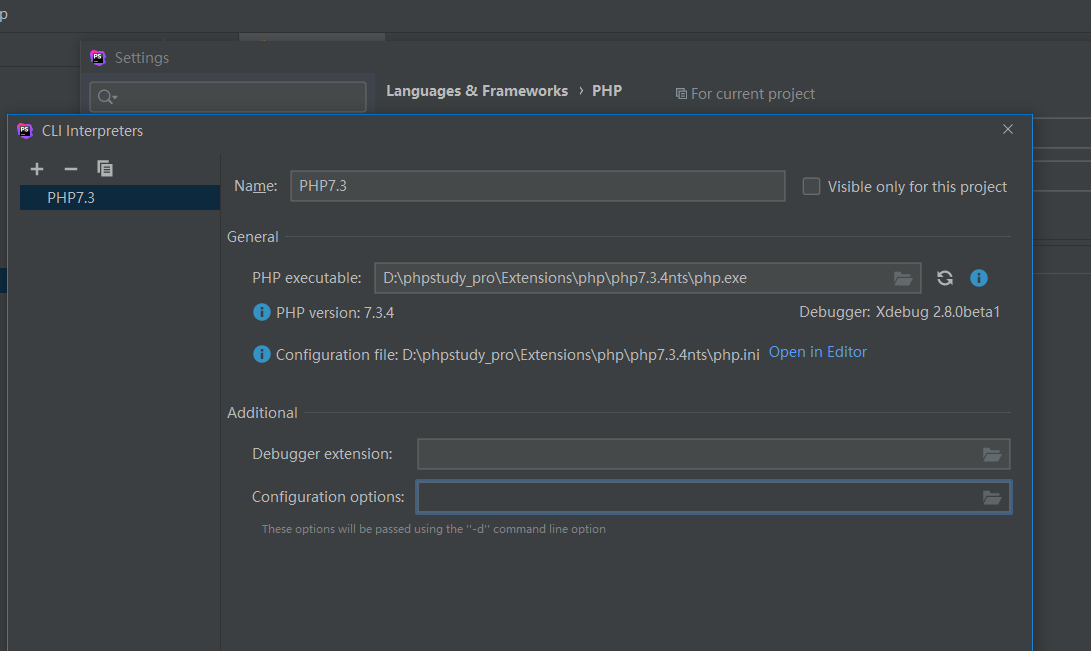 p
PS Settings
Languages & Frameworks › PHP For current project
PS CLI Interpreters
PHP7.3
Name: PHP7.3 Visible only for this project
General
PHP executable: D:\phpstudy_pro\Extensions\php\php7.3.4nts\php.exe
PHP version: 7.3.4 Debugger: Xdebug 2.8.0beta1
Configuration file: D:\phpstudy_pro\Extensions\php\php7.3.4nts\php.ini Open in Editor
Additional
Debugger extension:
Configuration options:
These options will be passed using the "-d" command line option